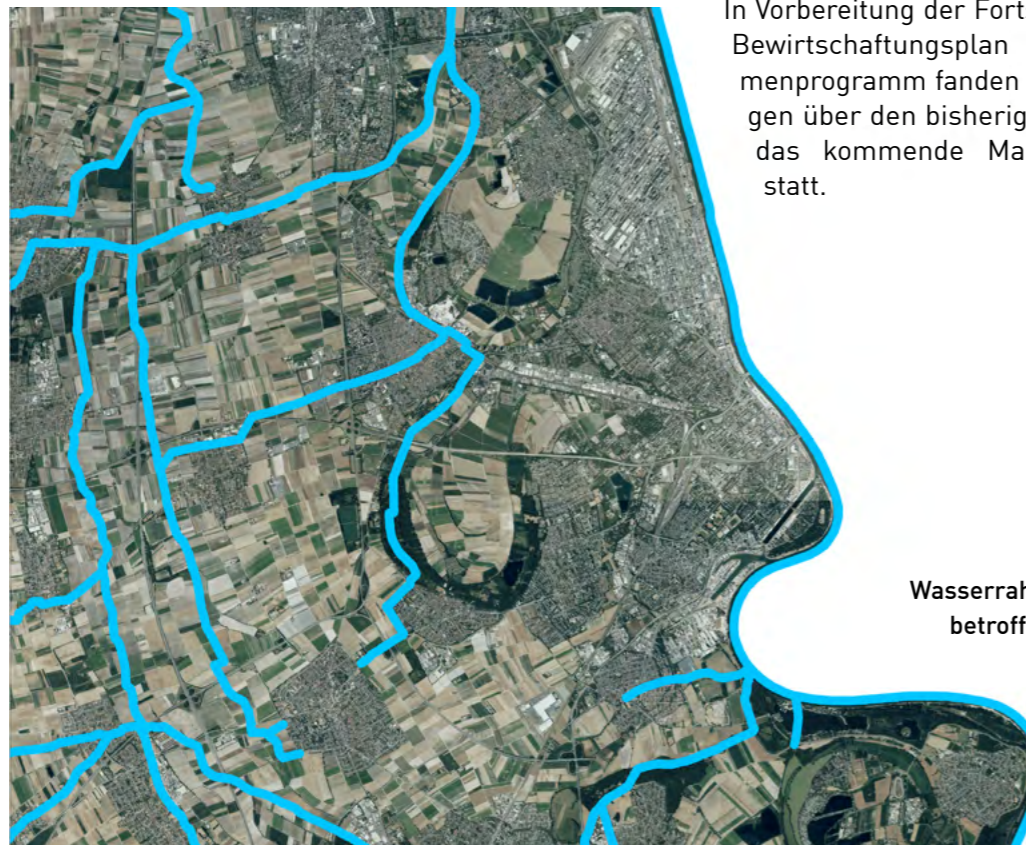 In Vorbereitung der Fort
Bewirtschaftungsplan
menprogramm fanden
gen über den bisherig
das kommende Ma
statt.
Wasserrah
betroff